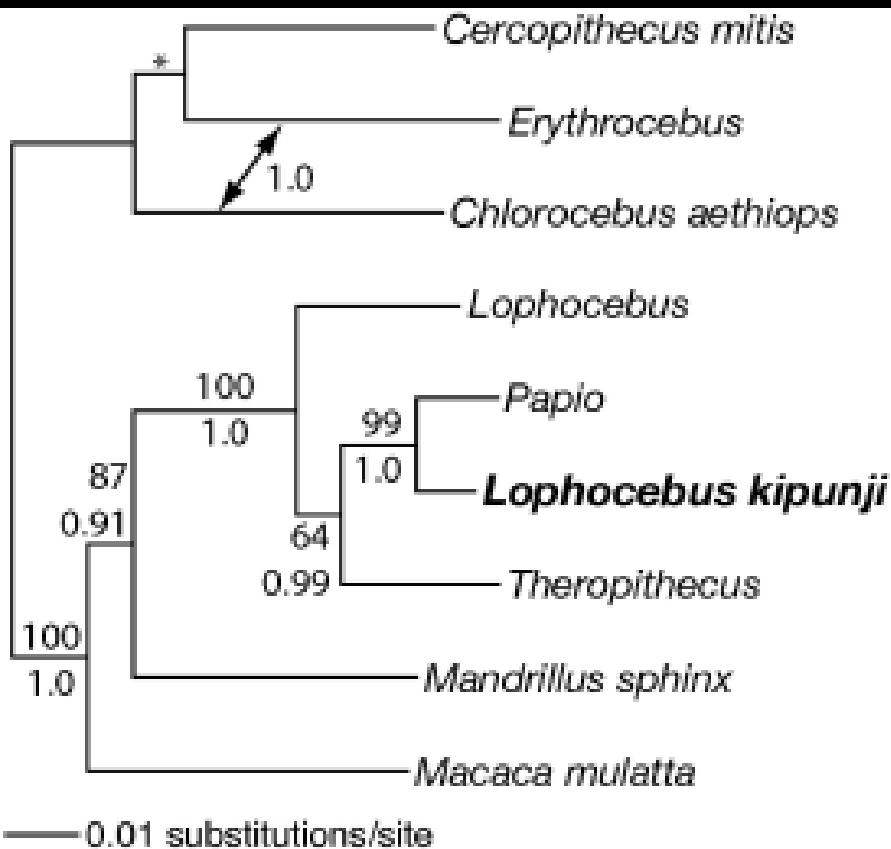 Cercopithecus mitis
*
Erythrocebus
1.0
Chlorocebus aethiops
Lophocebus
100
1.0
Papio
99
1.0
87
0.91
Lophocebus kipunji
64
0.99
Theropithecus
100
1.0
Mandrillus sphinx
Macaca mulatta
0.01 substitutions/site